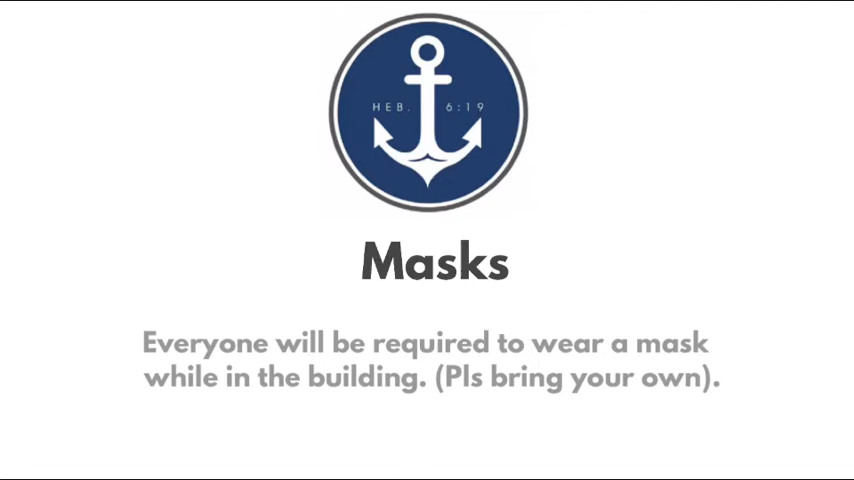 HEB. 6:19
Masks
Everyone will be required to wear a mask
while in the building. (Pls bring your own).